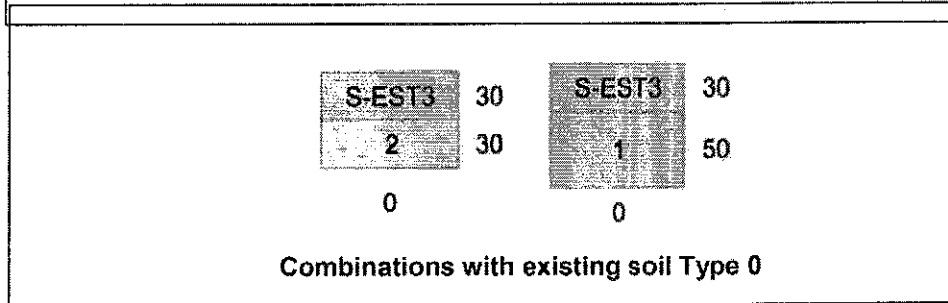 S-EST3 30 S-EST3 30
2 30 1 50
0 0
Combinations with existing soil Type 0